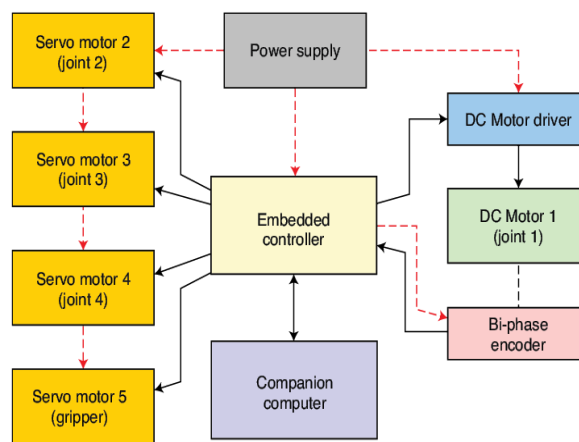 Servo motor 2
(joint 2)
Power supply
DC Motor driver
Servo motor 3
(joint 3)
Embedded
controller
DC Motor 1
(joint 1)
Servo motor 4
(joint 4)
Bi-phase
encoder
Servo motor 5
(gripper)
Companion
computer